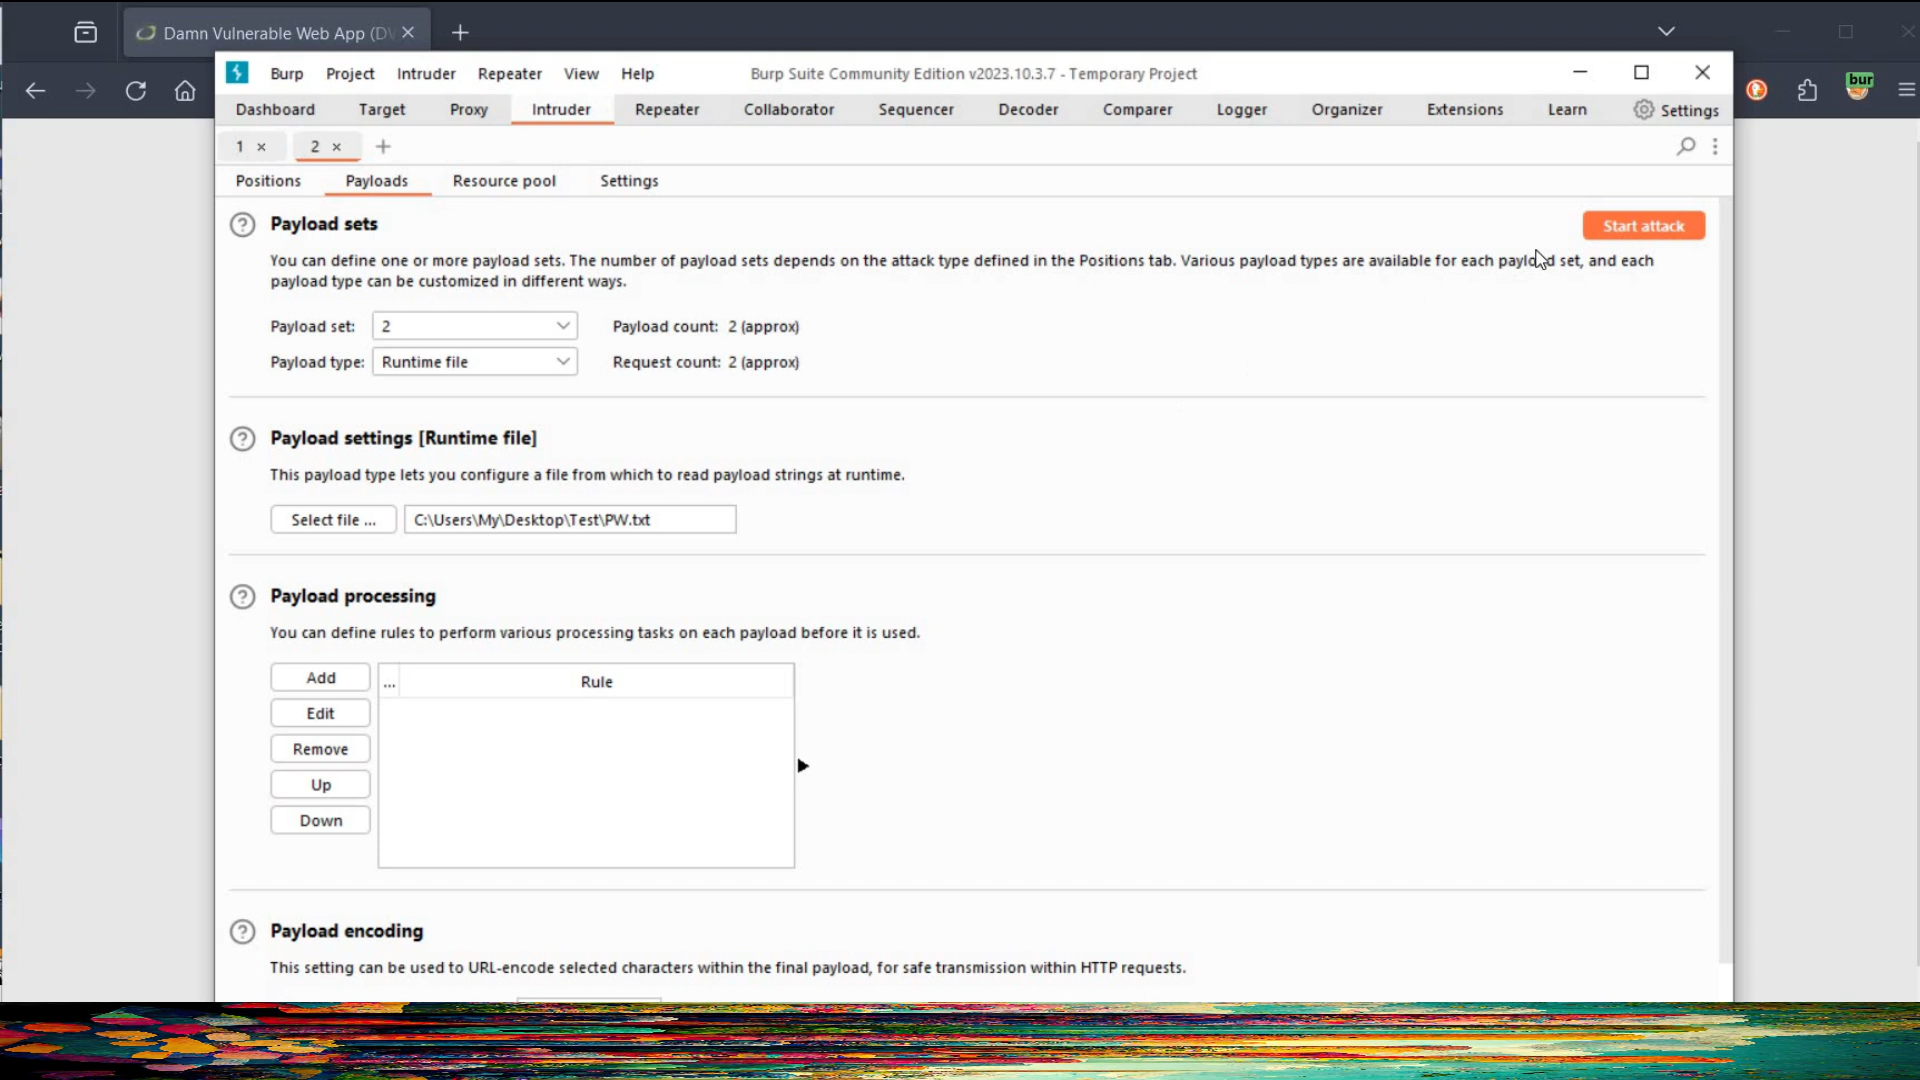 Damn Vulnerable Web App (DV
Burp Project Intruder Repeater View Help Burp Suite Community Edition v2023.10.3.7 - Temporary Project
bur
Dashboard Target Proxy Intruder Repeater Collaborator Sequencer Decoder Comparer Logger Organizer Extensions Learn Settings
1 × 2 × +
Positions Payloads Resource pool Settings
? Payload sets
Start attack
You can define one or more payload sets. The number of payload sets depends on the attack type defined in the Positions tab. Various payload types are available for each payload set, and each
payload type can be customized in different ways.
Payload set: 2 Payload count: 2 (approx)
Payload type: Runtime file Request count: 2 (approx)
? Payload settings [Runtime file]
This payload type lets you configure a file from which to read payload strings at runtime.
Select file ... C:\Users\My\Desktop\Test\PW.txt
? Payload processing
You can define rules to perform various processing tasks on each payload before it is used.
Add ... Rule
Edit
Remove
Up
Down
? Payload encoding
This setting can be used to URL-encode selected characters within the final payload, for safe transmission within HTTP requests.